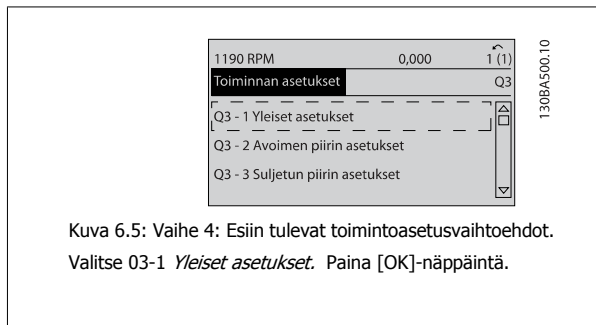 1190 RPM 0,000 1 (1)
Toiminnan asetukset Q3
Q3 - 1 Yleiset asetukset
Q3 - 2 Avoimen piirin asetukset
Q3 - 3 Suljetun piirin asetukset
130BA500.10
Kuva 6.5: Vaihe 4: Esiin tulevat toimintoasetusvaihtoehdot.
Valitse 03-1 Yleiset asetukset. Paina [OK]-näppäintä.